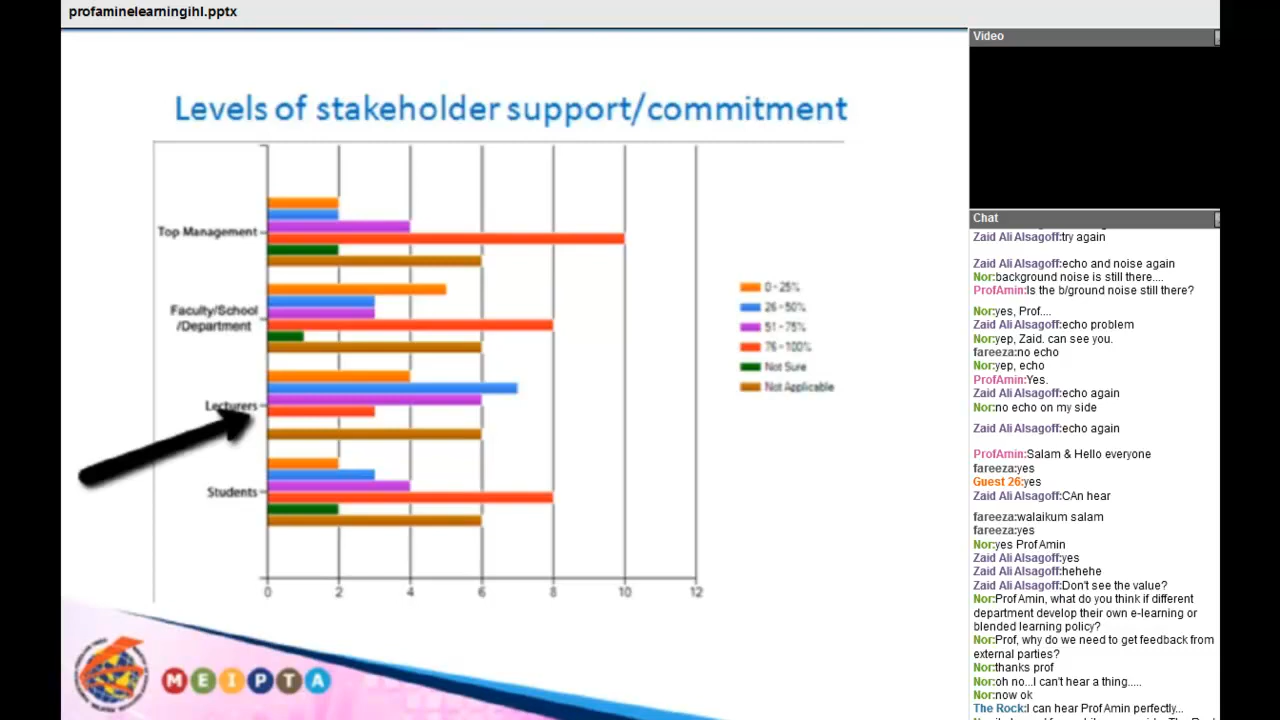 profaminelearningihl.pptx
Levels of stakeholder support/commitment
Top Management
Faculty/School
/Department
Lecturers
Students
0 2 4 6 8 10 12
0 - 25%
26 - 50%
51 - 75%
76 - 100%
Not Sure
Not Applicable
MEIPTA
Video
Chat
Zaid Ali Alsagoff:try again
Zaid Ali Alsagoff:echo and noise again
Nor:background noise is still there....
ProfAmin:Is the b/ground noise still there?
Nor:yes, Prof....
Zaid Ali Alsagoff:echo problem
Nor:yep, Zaid. can see you.
fareeza:no echo
Nor:yep, echo
ProfAmin:Yes.
Zaid Ali Alsagoff:echo again
Nor:no echo on my side
Zaid Ali Alsagoff:echo again
ProfAmin:Salam & Hello everyone
fareeza:yes
Guest 26:yes
Zaid Ali Alsagoff:CAn hear
fareeza:walaikum salam
fareeza:yes
Nor:yes Prof Amin
Zaid Ali Alsagoff:yes
Zaid Ali Alsagoff:hehehe
Zaid Ali Alsagoff:Don't see the value?
Nor:Prof Amin, what do you think if different
department develop their own e-learning or
blended learning policy?
Nor:Prof, why do we need to get feedback from
external parties?
Nor:thanks prof
Nor:oh no...I can't hear a thing.....
Nor:now ok
The Rock:I can hear Prof Amin perfectly...